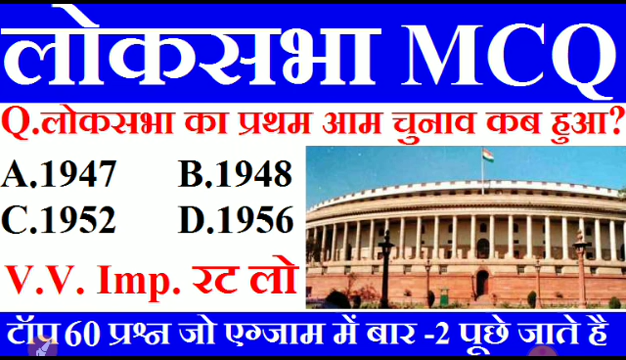 लोकसभा MCQ
Q.लोकसभा का प्रथम आम चुनाव कब हुआ?
A.1947 B.1948
C.1952 D.1956
V.V. Imp. रट लो
टॉप 60 प्रश्न जो एग्जाम में बार -2 पूछे जाते है